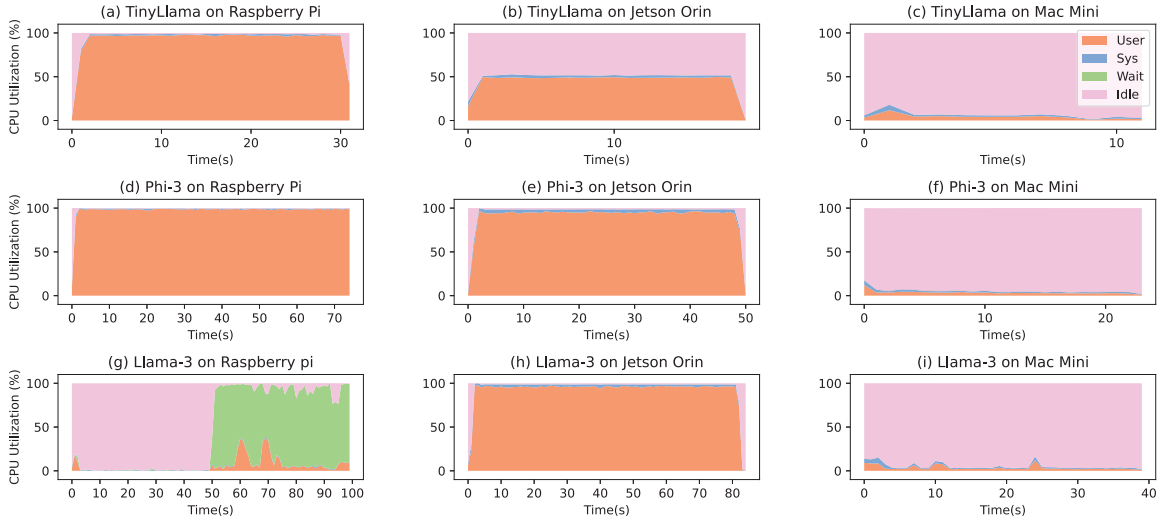 (a) TinyLlama on Raspberry Pi
(b) TinyLlama on Jetson Orin
(c) TinyLlama on Mac Mini
CPU Utilization (%)
100
50
0
10
20
30
Time(s)
100
50
0
10
Time(s)
100
50
0
10
Time(s)
User
Sys
Wait
Idle
(d) Phi-3 on Raspberry Pi
(e) Phi-3 on Jetson Orin
(f) Phi-3 on Mac Mini
CPU Utilization (%)
100
50
0
0
10
20
30
40
50
60
70
Time(s)
100
50
0
0
10
20
30
40
50
Time(s)
100
50
0
0
10
20
Time(s)
(g) Llama-3 on Raspberry pi
(h) Llama-3 on Jetson Orin
(i) Llama-3 on Mac Mini
CPU Utilization (%)
100
50
0
0
10
20
30
40
50
60
70
80
90
100
Time(s)
100
50
0
0
10
20
30
40
50
60
70
80
Time(s)
100
50
0
0
10
20
30
40
Time(s)